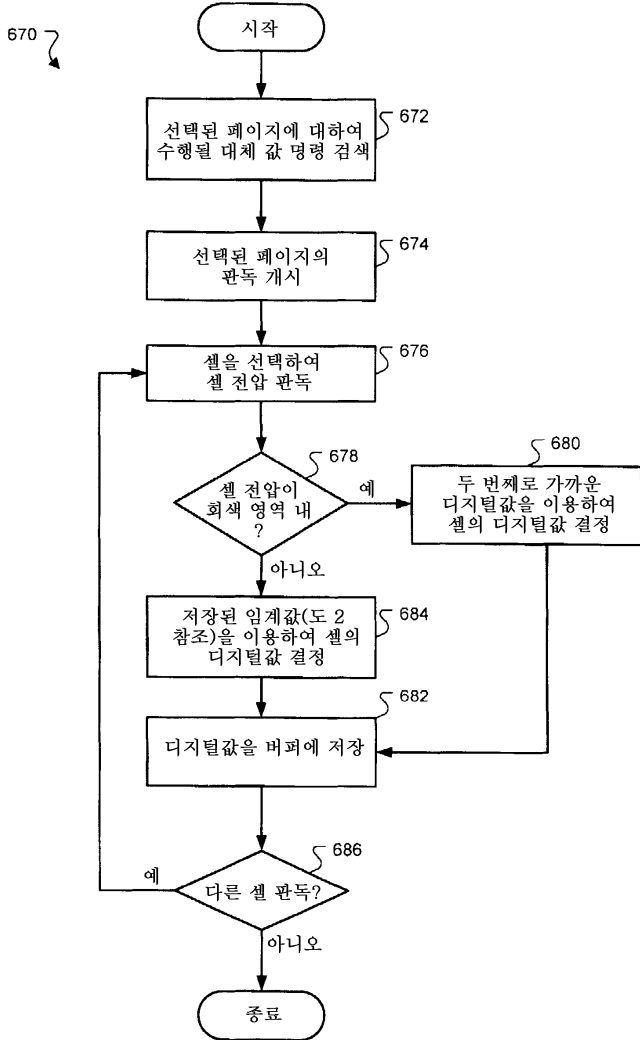 시작
670
선택된 페이지에 대하여
수행될 대체 값 명령 검색
672
선택된 페이지의
판독 개시
674
셀을 선택하여
셀 전압 판독
676
셀 전압이
회색 영역 내
?
678
예
680
두 번째로 가까운
디지털값을 이용하여
셀의 디지털값 결정
아니오
저장된 임계값(도 2
참조)을 이용하여 셀의
디지털값 결정
684
682
디지털값을 버퍼에 저장
686
예
다른 셀 판독?
아니오
종료